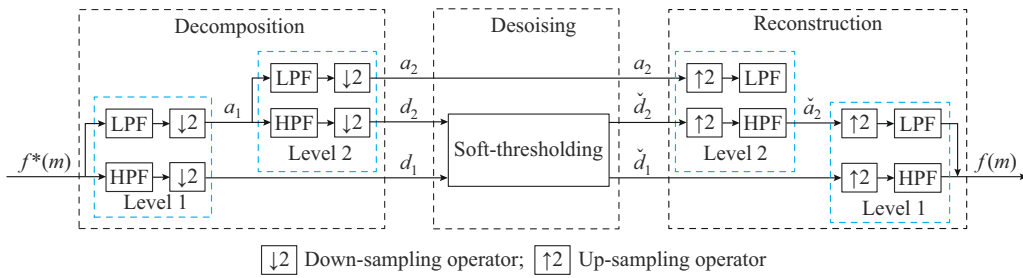 Decomposition Desoising Reconstruction
LPF ↓2 a₂ a₂ ↑2 LPF
a₁ ď₂ ǎ₂
LPF ↓2 HPF ↓2 d₂ ↑2 HPF ↑2 LPF
Level 2 Soft-thresholding Level 2
f*(m) d₁ ď₁ f(m)
HPF ↓2 ↑2 HPF
Level 1 Level 1
↓2 Down-sampling operator; ↑2 Up-sampling operator